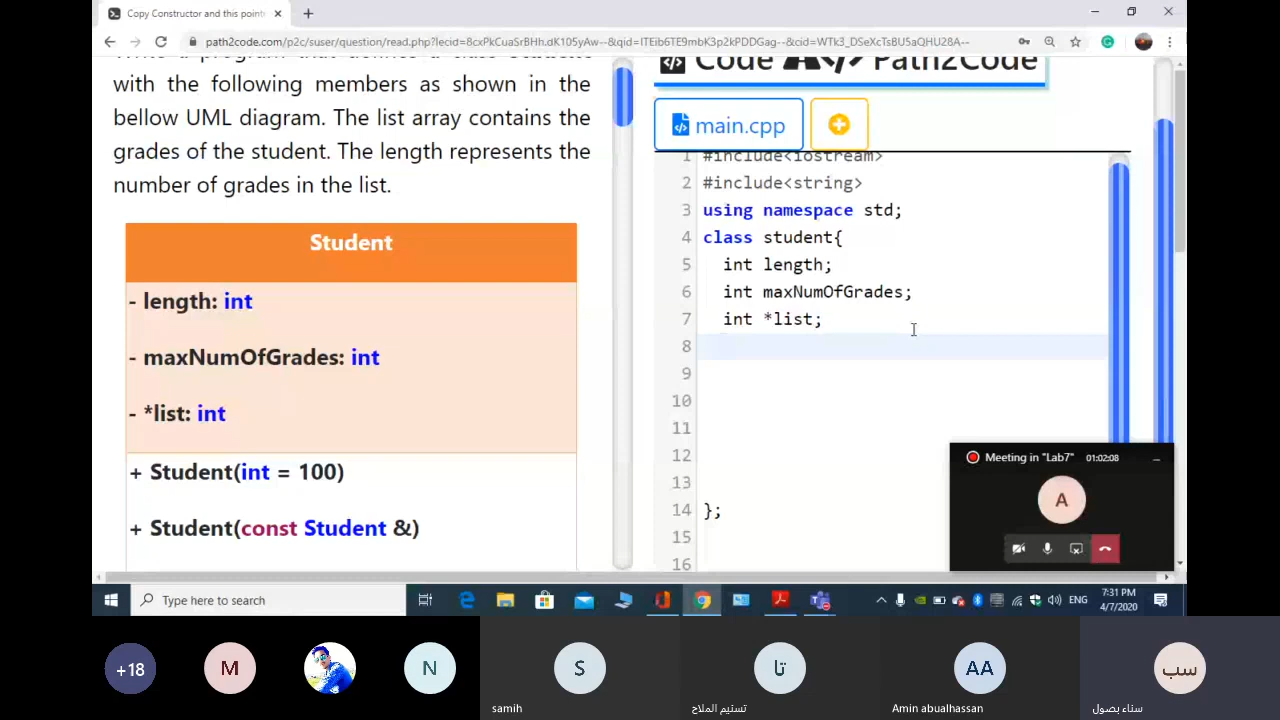 Copy Constructor and this point
path2code.com/p2c/suser/question/read.php?lecid=8cxPkCuaSrBHh.dK105yAw--&qid=ITEib6TE9mbK3p2kPDDGag--&cid=WTk3_DSeXcTsBU5aQHU28A--
with the following members as shown in the
bellow UML diagram. The list array contains the
grades of the student. The length represents the
number of grades in the list.
Student
- length: int
- maxNumOfGrades: int
- *list: int
+ Student(int = 100)
+ Student(const Student &)
Code Path2Code
main.cpp
1 #include<iostream>
2 #include<string>
3 using namespace std;
4 class student{
5 int length;
6 int maxNumOfGrades;
7 int *list;
8
9
10
11
12
13
14 };
15
16
Meeting in "Lab7" 01:02:08
A
Type here to search
ENG
7:31 PM
4/7/2020
+18
M
N
S
samih
تا
تسنيم الملاح
AA
Amin abualhassan
سب
سناء بصول